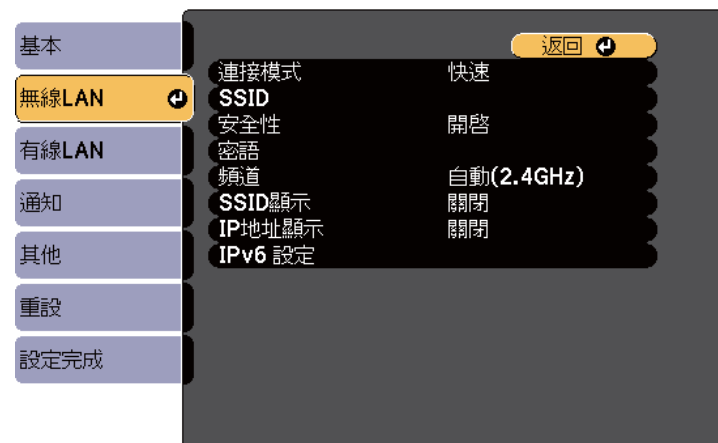 基本
無線LAN
有線LAN
通知
其他
重設
設定完成
返回
連接模式 快速
SSID
安全性 開啓
密語
頻道 自動(2.4GHz)
SSID顯示 關閉
IP地址顯示 關閉
IPv6 設定